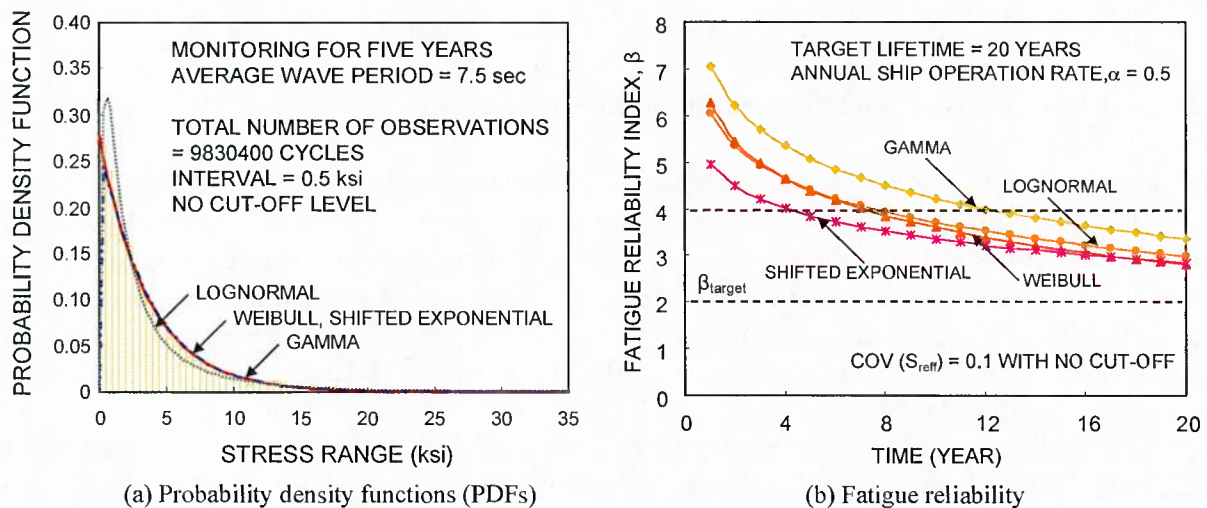 PROBABILITY DENSITY FUNCTION
0.40
0.35
0.30
0.25
0.20
0.15
0.10
0.05
0
MONITORING FOR FIVE YEARS
AVERAGE WAVE PERIOD = 7.5 sec
TOTAL NUMBER OF OBSERVATIONS
= 9830400 CYCLES
INTERVAL = 0.5 ksi
NO CUT-OFF LEVEL
LOGNORMAL
WEIBULL, SHIFTED EXPONENTIAL
GAMMA
0 5 10 15 20 25 30 35
STRESS RANGE (ksi)
(a) Probability density functions (PDFs)
FATIGUE RELIABILITY INDEX, β
8
7
6
5
4
3
2
1
0
TARGET LIFETIME = 20 YEARS
ANNUAL SHIP OPERATION RATE,α = 0.5
GAMMA
LOGNORMAL
SHIFTED EXPONENTIAL
WEIBULL
βtarget
COV (Sreff) = 0.1 WITH NO CUT-OFF
0 4 8 12 16 20
TIME (YEAR)
(b) Fatigue reliability